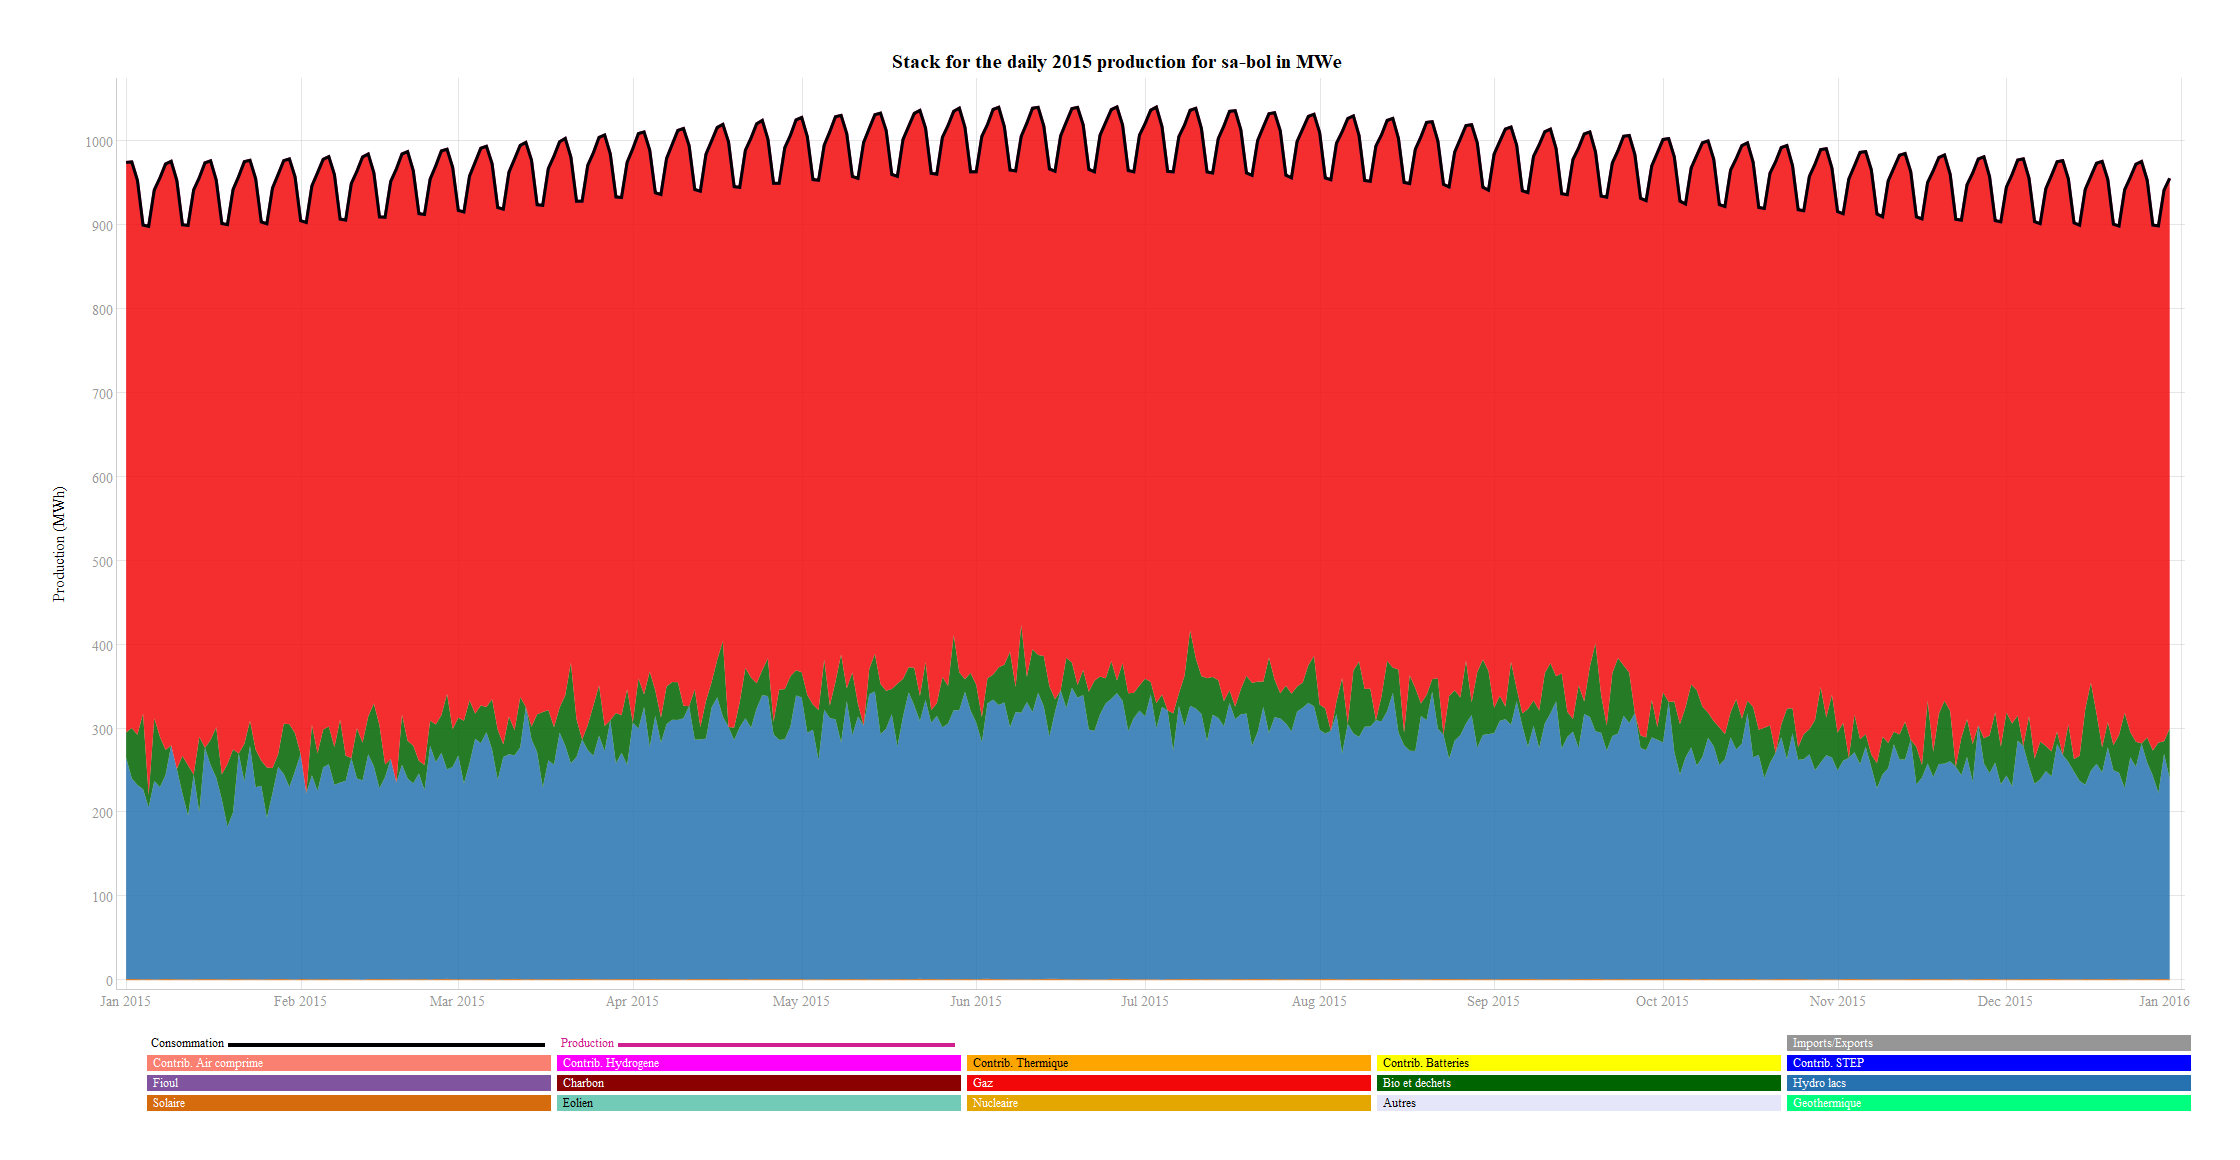 Stack for the daily 2015 production for sa-bol in MWe
Production (MWh)
1000
900
800
700
600
500
400
300
200
100
0
Jan 2015 Feb 2015 Mar 2015 Apr 2015 May 2015 Jun 2015 Jul 2015 Aug 2015 Sep 2015 Oct 2015 Nov 2015 Dec 2015 Jan 2016
Consommation Production Imports/Exports
Contrib. Air comprime Contrib. Hydrogene Contrib. Thermique Contrib. Batteries Contrib. STEP
Fioul Charbon Gaz Bio et dechets Hydro lacs
Solaire Eolien Nucleaire Autres Geothermique